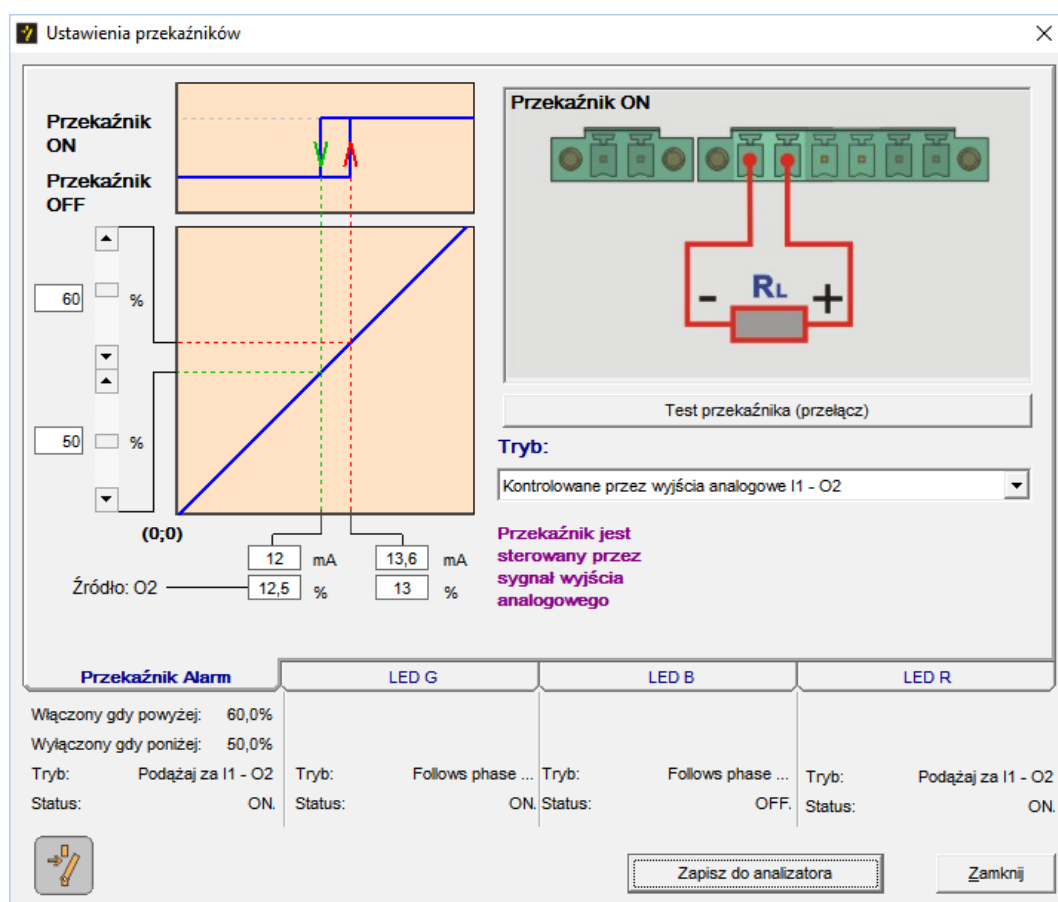 Ustawienia przekaźników
Przekaźnik
ON
Przekaźnik
OFF
60 %
50 %
(0;0)
12 mA 13,6 mA
Źródło: O2 12,5 % 13 %
Przekaźnik ON
- RL +
Test przekaźnika (przełącz)
Tryb:
Kontrolowane przez wyjścia analogowe I1 - O2
Przekaźnik jest
sterowany przez
sygnał wyjścia
analogowego
Przekaźnik Alarm LED G LED B LED R
Włączony gdy powyżej: 60,0%
Wyłączony gdy poniżej: 50,0%
Tryb: Podążaj za I1 - O2 Tryb: Follows phase ... Tryb: Follows phase ... Tryb: Podążaj za I1 - O2
Status: ON. Status: ON. Status: OFF. Status: ON.
Zapisz do analizatora Zamknij